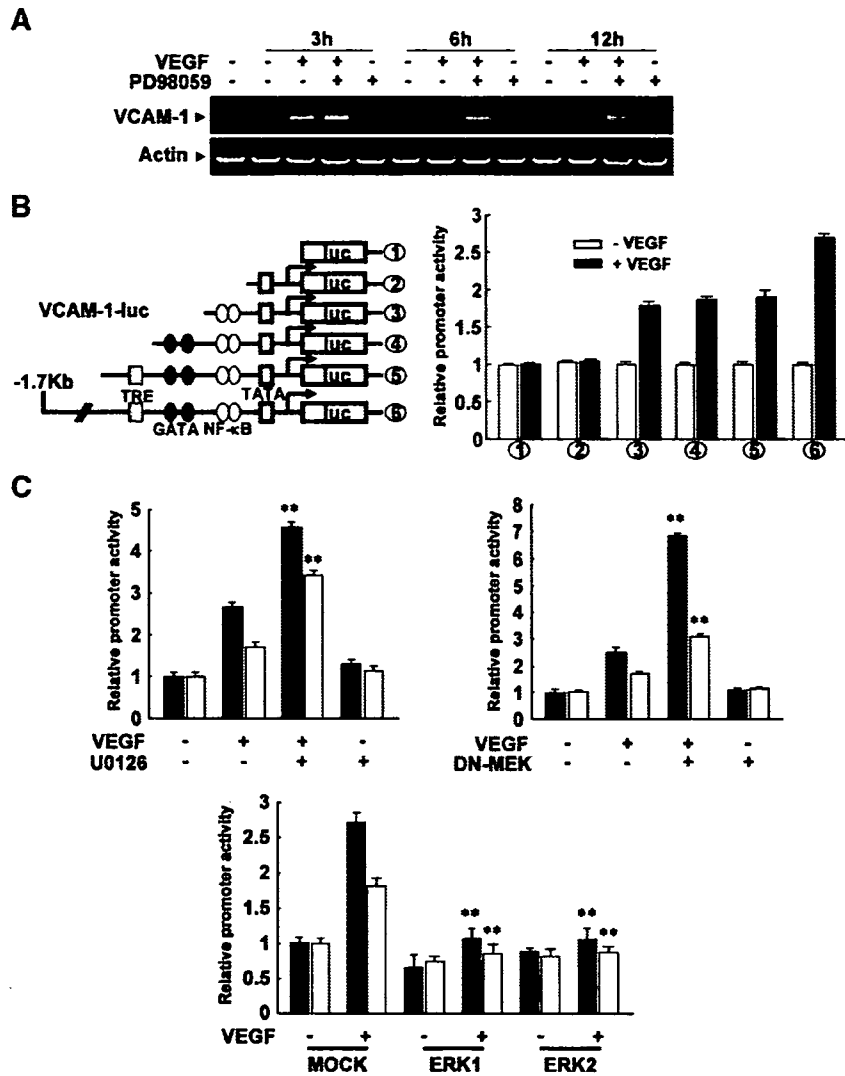 A
3h 6h 12h
VEGF - - + + - - + + - - + + -
PD98059 - - - + + - - + + - - + +
VCAM-1
Actin
B
VCAM-1-luc
-1.7Kb
TRE
GATA
NF-κB
TATA
luc ①
luc ②
luc ③
luc ④
luc ⑤
luc ⑥
Relative promoter activity
3
2.5
2
1.5
1
0.5
0
- VEGF
+ VEGF
① ② ③ ④ ⑤ ⑥
C
Relative promoter activity
5
4
3
2
1
0
**
**
VEGF - + + -
U0126 - - + +
Relative promoter activity
8
7
6
5
4
3
2
1
0
**
**
VEGF - + + -
DN-MEK - - + +
Relative promoter activity
3
2.5
2
1.5
1
0.5
0
** ** ** **
VEGF - + - + - +
MOCK ERK1 ERK2